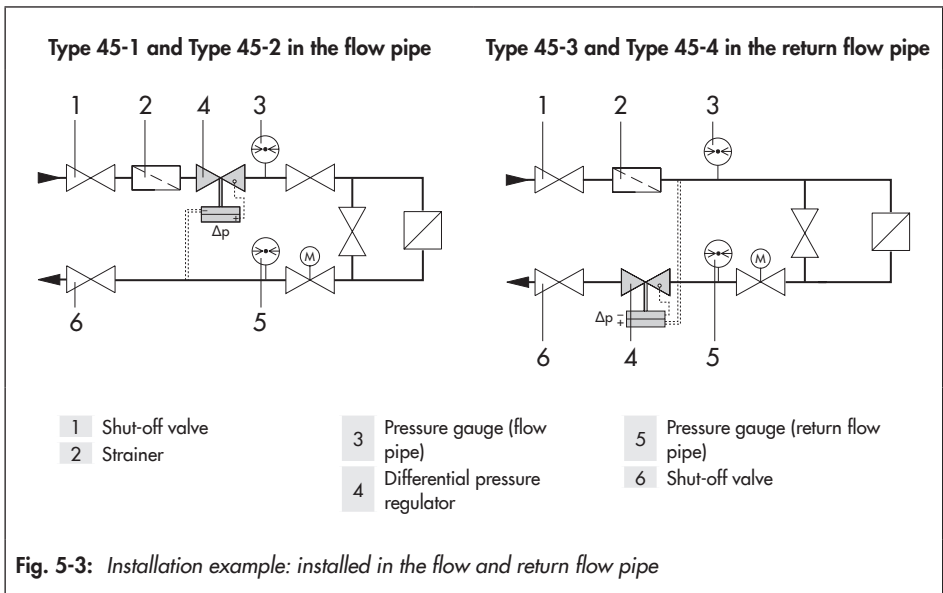 Type 45-1 and Type 45-2 in the flow pipe
1 2 4 3
− +
Δp
M
6 5
Type 45-3 and Type 45-4 in the return flow pipe
1 2 3
M
Δp − +
6 4 5
1 Shut-off valve
2 Strainer
3 Pressure gauge (flow
pipe)
4 Differential pressure
regulator
5 Pressure gauge (return flow
pipe)
6 Shut-off valve
Fig. 5-3: Installation example: installed in the flow and return flow pipe